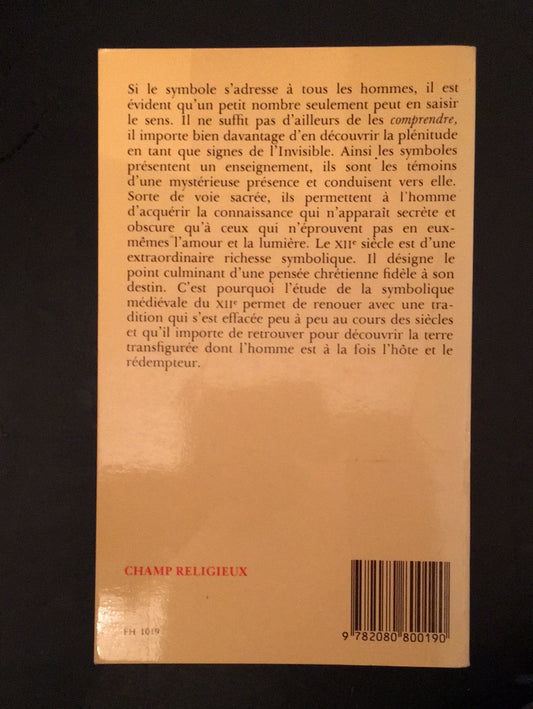 Si le symbole s'adresse à tous les hommes, il est
évident qu'un petit nombre seulement peut en saisir
le sens. Il ne suffit pas d'ailleurs de les comprendre,
il importe bien davantage d'en découvrir la plénitude
en tant que signes de l'Invisible. Ainsi les symboles
présentent un enseignement, ils sont les témoins
d'une mystérieuse présence et conduisent vers elle.
Sorte de voie sacrée, ils permettent à l'homme
d'acquérir la connaissance qui n'apparaît secrète et
obscure qu'à ceux qui n'éprouvent pas en eux-
mêmes l'amour et la lumière. Le XIIe siècle est d'une
extraordinaire richesse symbolique. Il désigne le
point culminant d'une pensée chrétienne fidèle à son
destin. C'est pourquoi l'étude de la symbolique
médiévale du XIIe permet de renouer avec une tra-
dition qui s'est effacée peu à peu au cours des siècles
et qu'il importe de retrouver pour découvrir la terre
transfigurée dont l'homme est à la fois l'hôte et le
rédempteur.
CHAMP RELIGIEUX
FH 1019
9 782080 800190